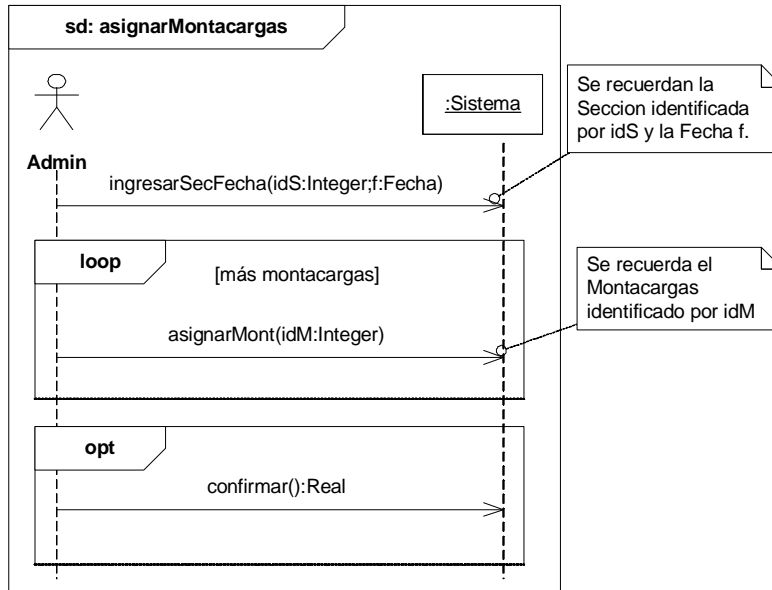 sd: asignarMontacargas
:Sistema
Se recuerdan la
Seccion identificada
por idS y la Fecha f.
Admin
ingresarSecFecha(idS:Integer;f:Fecha)
loop
[más montacargas]
Se recuerda el
Montacargas
identificado por idM
asignarMont(idM:Integer)
opt
confirmar():Real